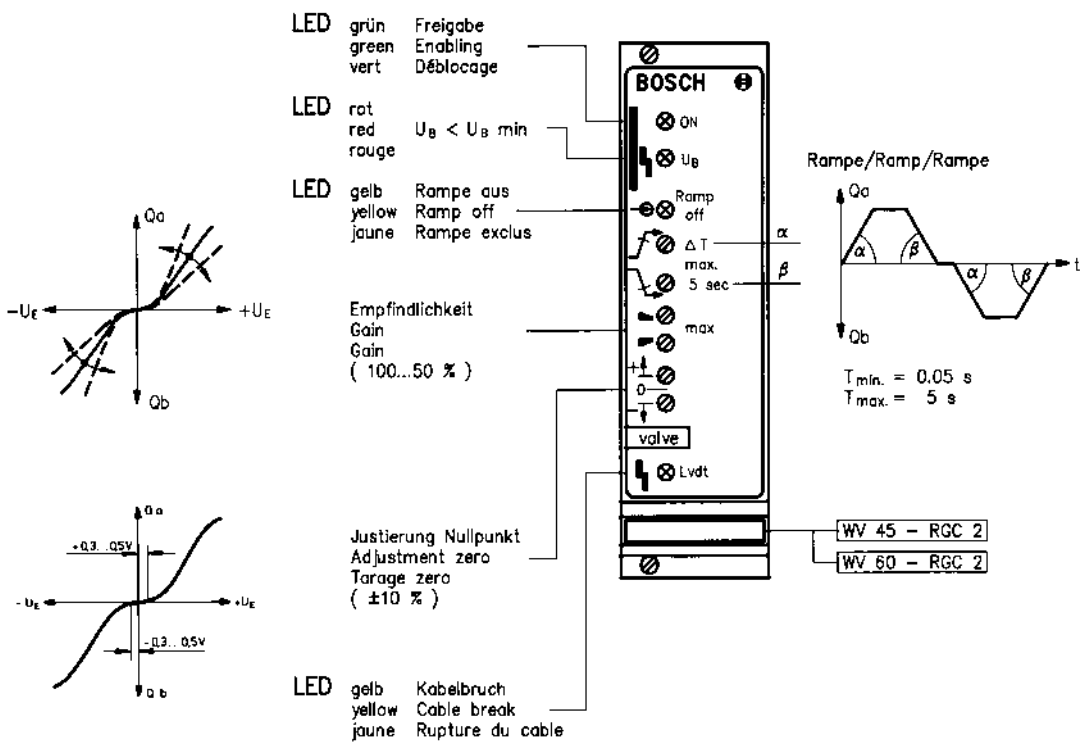 LED grün Freigabe
green Enabling
vert Déblocage
LED rot
red U_B < U_B min
rouge
LED gelb Rampe aus
yellow Ramp off
jaune Rampe exclus
Qa
-U_E +U_E
Qb
Empfindlichkeit
Gain
Gain
( 100...50 % )
Qa
+0,3...0,5V
-U_E +U_E
-0,3...0,5V
Qb
Justierung Nullpunkt
Adjustment zero
Tarage zero
( ±10 % )
LED gelb Kabelbruch
yellow Cable break
jaune Rupture du cable
BOSCH
ON
U_B
Ramp
off
Δ T
max.
5 sec
max
+
0
-
valve
Lvdt
α
β
Rampe/Ramp/Rampe
Qa
α β
t
α β
Qb
Tmin. = 0.05 s
Tmax. = 5 s
WV 45 - RGC 2
WV 60 - RGC 2